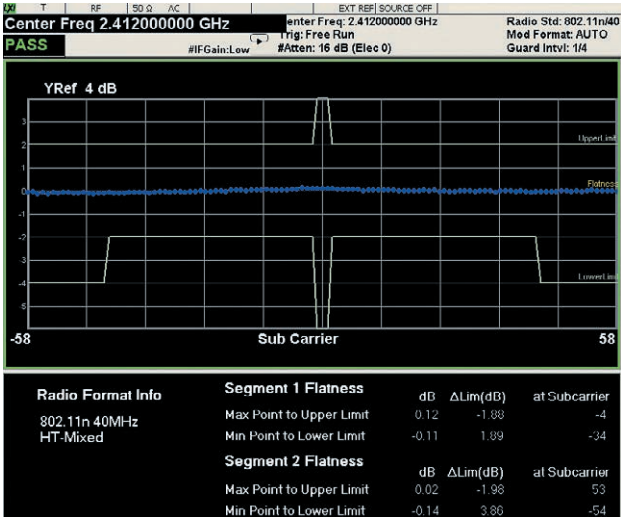 T RF 50 Ω AC EXT REF SOURCE OFF
Center Freq 2.412000000 GHz
Center Freq: 2.412000000 GHz
Radio Std: 802.11n/40
Trig: Free Run
Mod Format: AUTO
PASS
#IFGain:Low
#Atten: 16 dB (Elec 0)
Guard Intvl: 1/4
YRef 4 dB
3
2
UpperLimit
1
Flatness
0
-1
-2
-3
-4
LowerLimit
-5
-58
Sub Carrier
58
Radio Format Info
802.11n 40MHz
HT-Mixed
Segment 1 Flatness dB ΔLim(dB) at Subcarrier
Max Point to Upper Limit 0.12 -1.88 -4
Min Point to Lower Limit -0.11 1.89 -34
Segment 2 Flatness dB ΔLim(dB) at Subcarrier
Max Point to Upper Limit 0.02 -1.98 53
Min Point to Lower Limit -0.14 3.86 -54